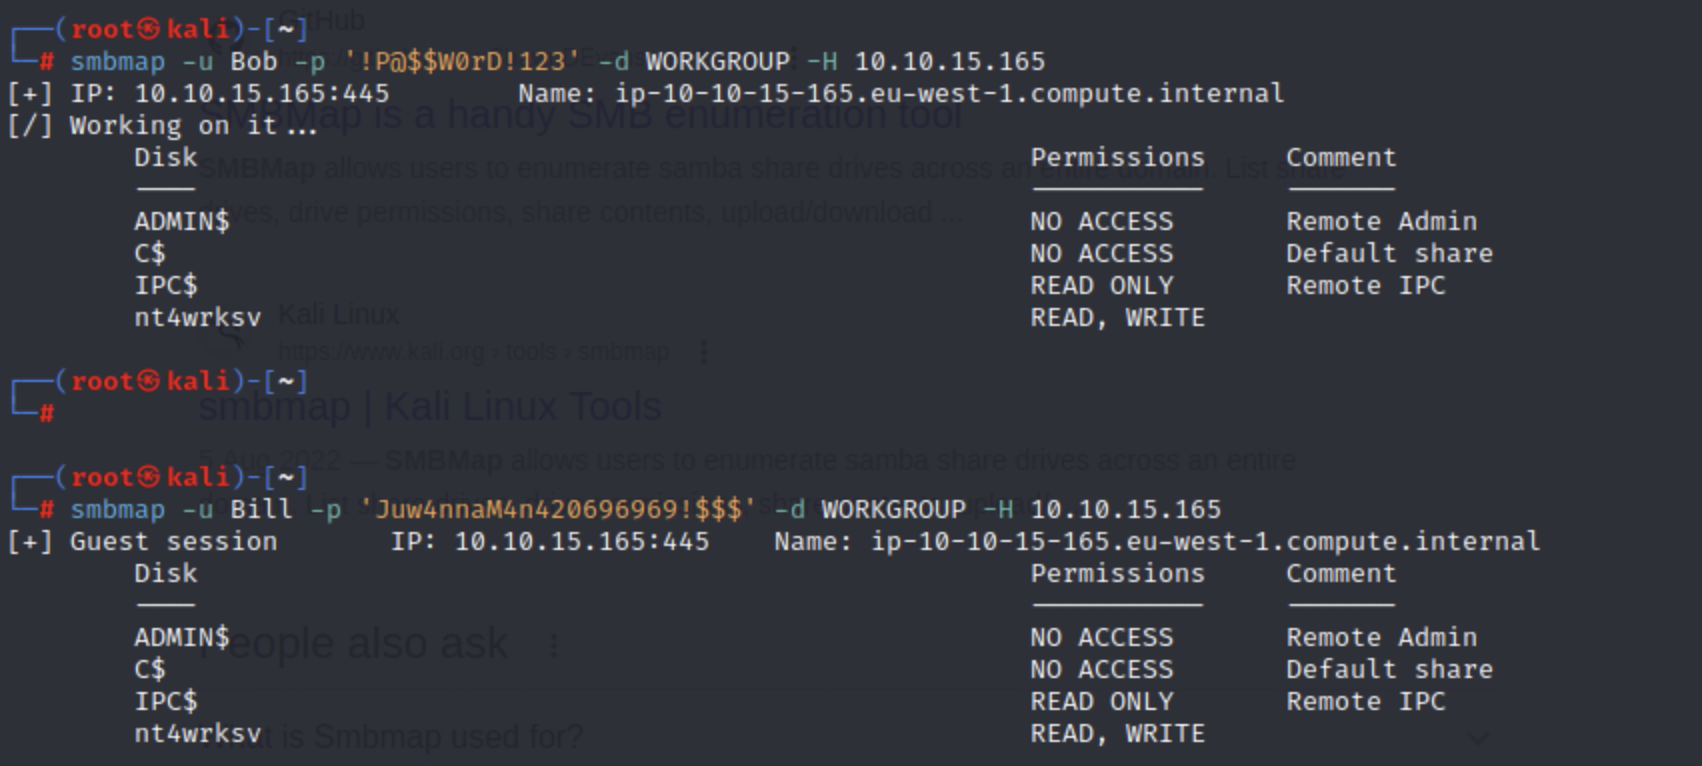 GitHub
┌──(root㉿kali)-[~]
└─# smbmap -u Bob -p '!P@$$W0rD!123' -d WORKGROUP -H 10.10.15.165
[+] IP: 10.10.15.165:445 Name: ip-10-10-15-165.eu-west-1.compute.internal
SMBMap is a handy SMB enumeration tool
[/] Working on it...
Disk Permissions Comment
SMBMap allows users to enumerate samba share drives across an entire domain. List share
---- ----------- -------
drives, drive permissions, share contents, upload/download ...
ADMIN$ NO ACCESS Remote Admin
C$ NO ACCESS Default share
IPC$ READ ONLY Remote IPC
nt4wrksv READ, WRITE
Kali Linux
https://www.kali.org › tools › smbmap
┌──(root㉿kali)-[~]
└─#
smbmap | Kali Linux Tools
5 Aug 2022 — SMBMap allows users to enumerate samba share drives across an entire
┌──(root㉿kali)-[~]
└─# smbmap -u Bill -p 'Juw4nnaM4n420696969!$$$' -d WORKGROUP -H 10.10.15.165
[+] Guest session IP: 10.10.15.165:445 Name: ip-10-10-15-165.eu-west-1.compute.internal
Disk Permissions Comment
---- ----------- -------
ADMIN$ NO ACCESS Remote Admin
People also ask
C$ NO ACCESS Default share
IPC$ READ ONLY Remote IPC
nt4wrksv READ, WRITE
What is Smbmap used for?